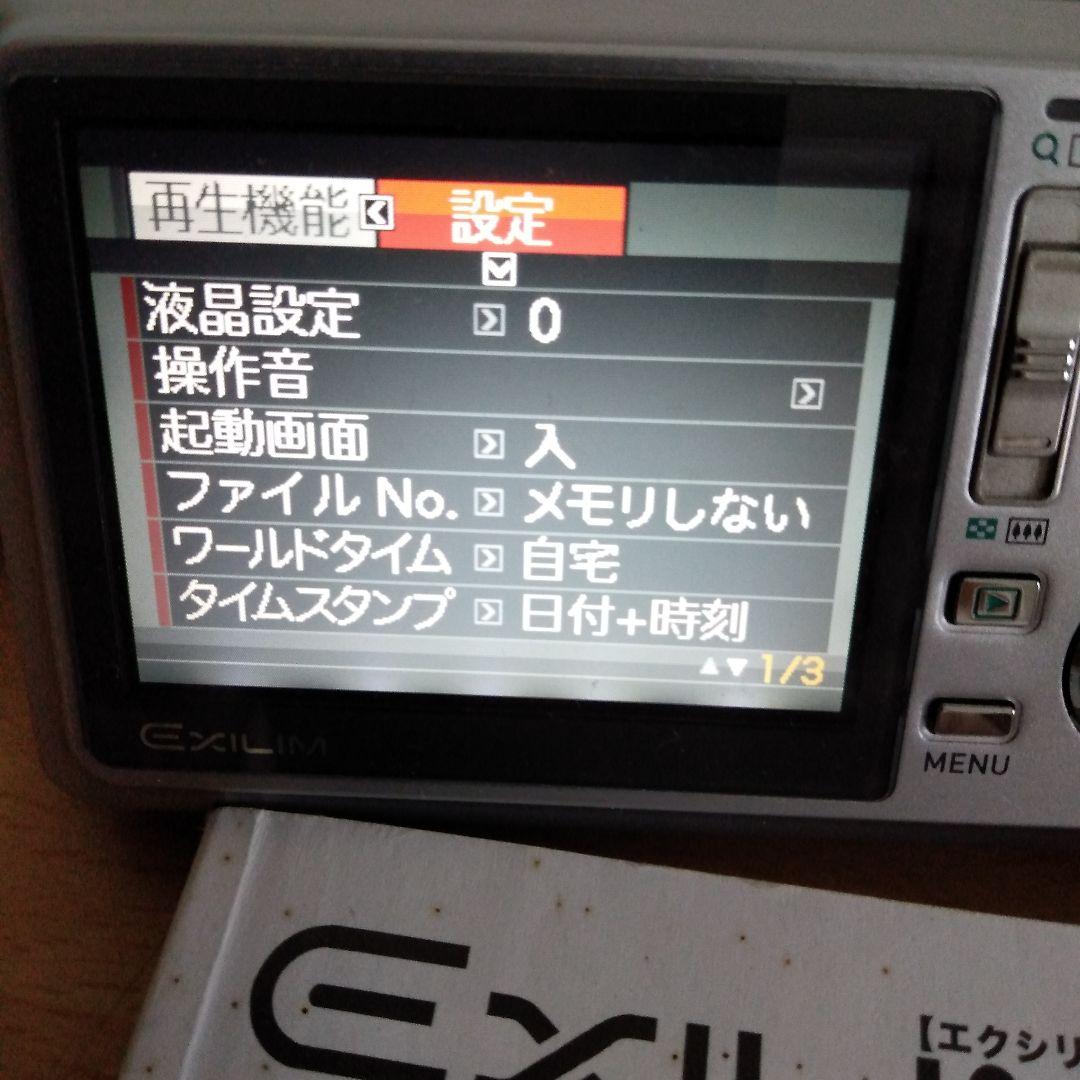 再生機能 設定
液晶設定 0
操作音
起動画面 入
ファイル No. メモリしない
ワールドタイム 自宅
タイムスタンプ 日付+時刻
▲▼ 1/3
EXILIM
MENU
EXILI
【エクシリ